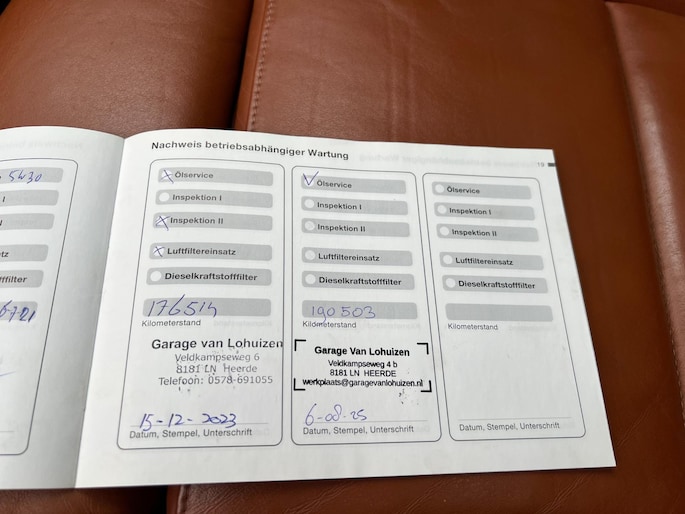 5W30
I
tz
ffilter
Nachweis betriebsabhängiger Wartung
19
Ölservice
Inspektion I
Inspektion II
Luftfiltereinsatz
Dieselkraftstofffilter
Kilometerstand
Garage Van Lohuizen
Veldkampseweg 6
8181 LN Heerde
Telefoon: 0578-691055
15-12-2023
Datum, Stempel, Unterschrift
Ölservice
Inspektion I
Inspektion II
Luftfiltereinsatz
Dieselkraftstofffilter
190503
Kilometerstand
Garage Van Lohuizen
Veldkampseweg 4 b
8181 LN HEERDE
werkplaats@garagevanlohuizen.nl
6-08-25
Datum, Stempel, Unterschrift
Ölservice
Inspektion I
Inspektion II
Luftfiltereinsatz
Dieselkraftstofffilter
Kilometerstand
Datum, Stempel, Unterschrift